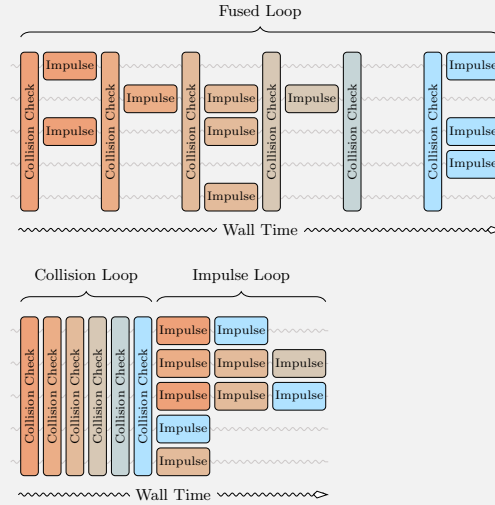 Fused Loop
Collision Check
Impulse
Impulse
Collision Check
Impulse
Collision Check
Impulse
Impulse
Impulse
Collision Check
Impulse
Collision Check
Collision Check
Impulse
Impulse
Impulse
Wall Time
Collision Loop
Impulse Loop
Collision Check
Collision Check
Collision Check
Collision Check
Collision Check
Collision Check
Impulse
Impulse
Impulse
Impulse
Impulse
Impulse
Impulse
Impulse
Impulse
Impulse
Wall Time